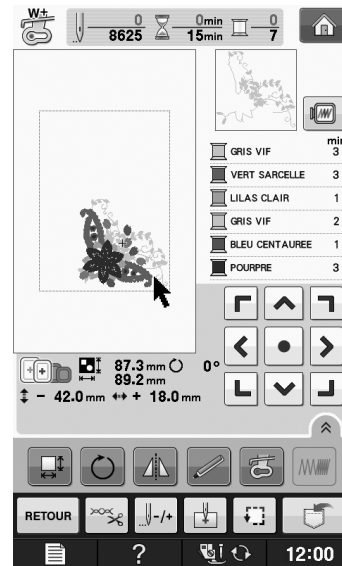 W+
0 0min 0
8625 15min 7
min
GRIS VIF 3
VERT SARCELLE 3
LILAS CLAIR 1
GRIS VIF 2
BLEU CENTAUREE 1
POURPRE 3
87.3 mm 0°
89.2 mm
- 42.0 mm + 18.0 mm
RETOUR -/+
? 12:00